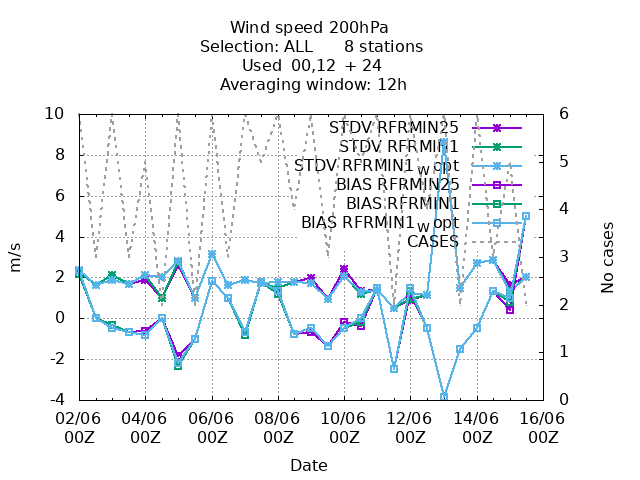 Wind speed 200hPa
Selection: ALL 8 stations
Used 00,12 + 24
Averaging window: 12h
10 6
STDV RFRMIN25
STDV RFRMIN1
STDV RFRMIN1_w opt
BIAS RFRMIN25
BIAS RFRMIN1
BIAS RFRMIN1_w opt
CASES
8 5
6 4
4 3
2 2
0 1
-2
-4 0
m/s
No cases
02/06 04/06 06/06 08/06 10/06 12/06 14/06 16/06
00Z 00Z 00Z 00Z 00Z 00Z 00Z 00Z
Date